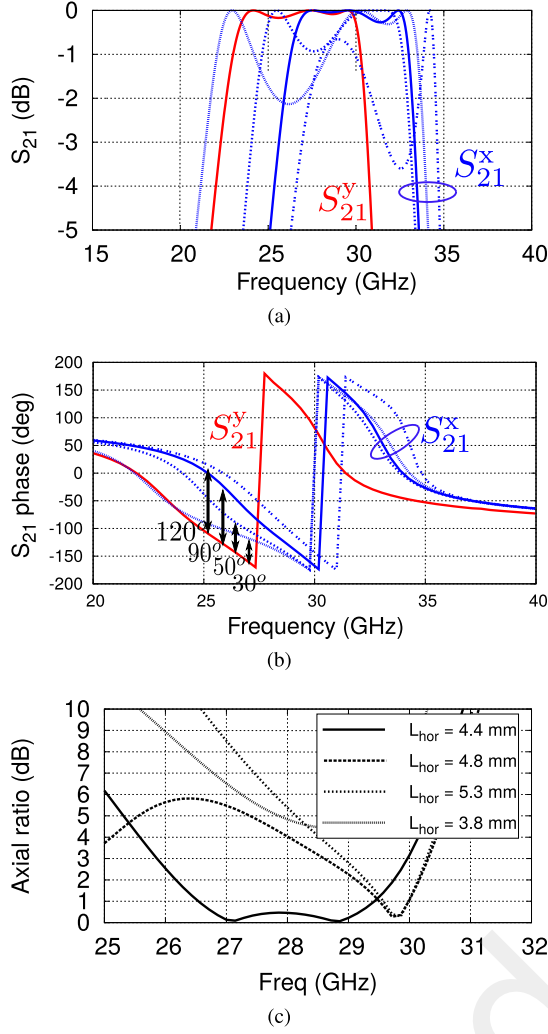 0
-1
-2
-3
-4
-5
S21 (dB)
S21^y
S21^x
15 20 25 30 35 40
Frequency (GHz)
(a)
200
150
100
50
0
-50
-100
-150
-200
S21 phase (deg)
S21^y
S21^x
120°
90°
50°
30°
20 25 30 35 40
Frequency (GHz)
(b)
10
9
8
7
6
5
4
3
2
1
0
Axial ratio (dB)
Lhor = 4.4 mm
Lhor = 4.8 mm
Lhor = 5.3 mm
Lhor = 3.8 mm
25 26 27 28 29 30 31 32
Freq (GHz)
(c)